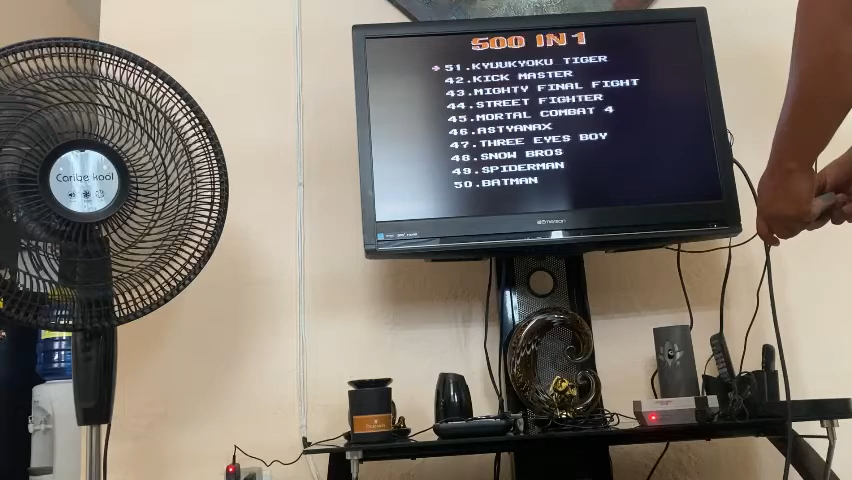 500 IN 1
51.KYUUKYOKU TIGER
42.KICK MASTER
43.MIGHTY FINAL FIGHT
44.STREET FIGHTER
45.MORTAL COMBAT 4
46.ASTYANAX
47.THREE EYES BOY
48.SNOW BROS
49.SPIDERMAN
50.BATMAN
Emerson
Caribe kool